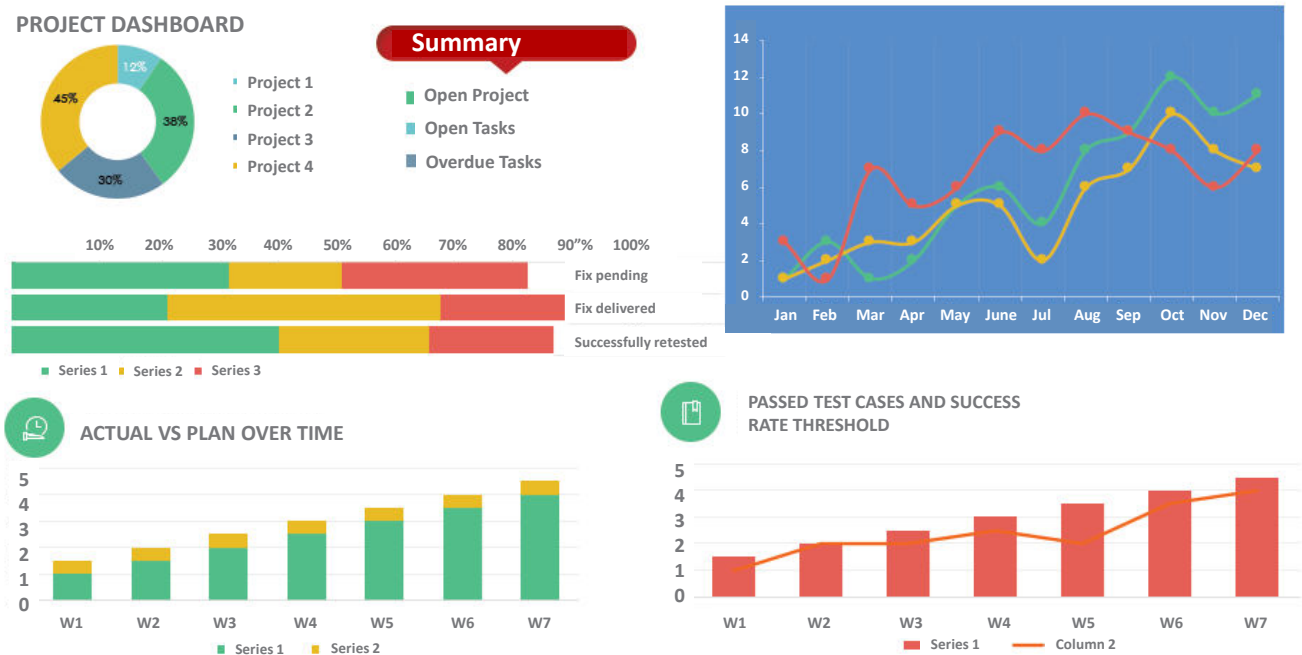 PROJECT DASHBOARD
12%
38%
30%
45%
Project 1
Project 2
Project 3
Project 4
Summary
Open Project
Open Tasks
Overdue Tasks
14
12
10
8
6
4
2
0
Jan Feb Mar Apr May June Jul Aug Sep Oct Nov Dec
10% 20% 30% 40% 50% 60% 70% 80% 90”% 100%
Fix pending
Fix delivered
Successfully retested
Series 1 Series 2 Series 3
ACTUAL VS PLAN OVER TIME
5
4
3
2
1
0
W1 W2 W3 W4 W5 W6 W7
Series 1 Series 2
PASSED TEST CASES AND SUCCESS
RATE THRESHOLD
5
4
3
2
1
0
W1 W2 W3 W4 W5 W6 W7
Series 1 Column 2